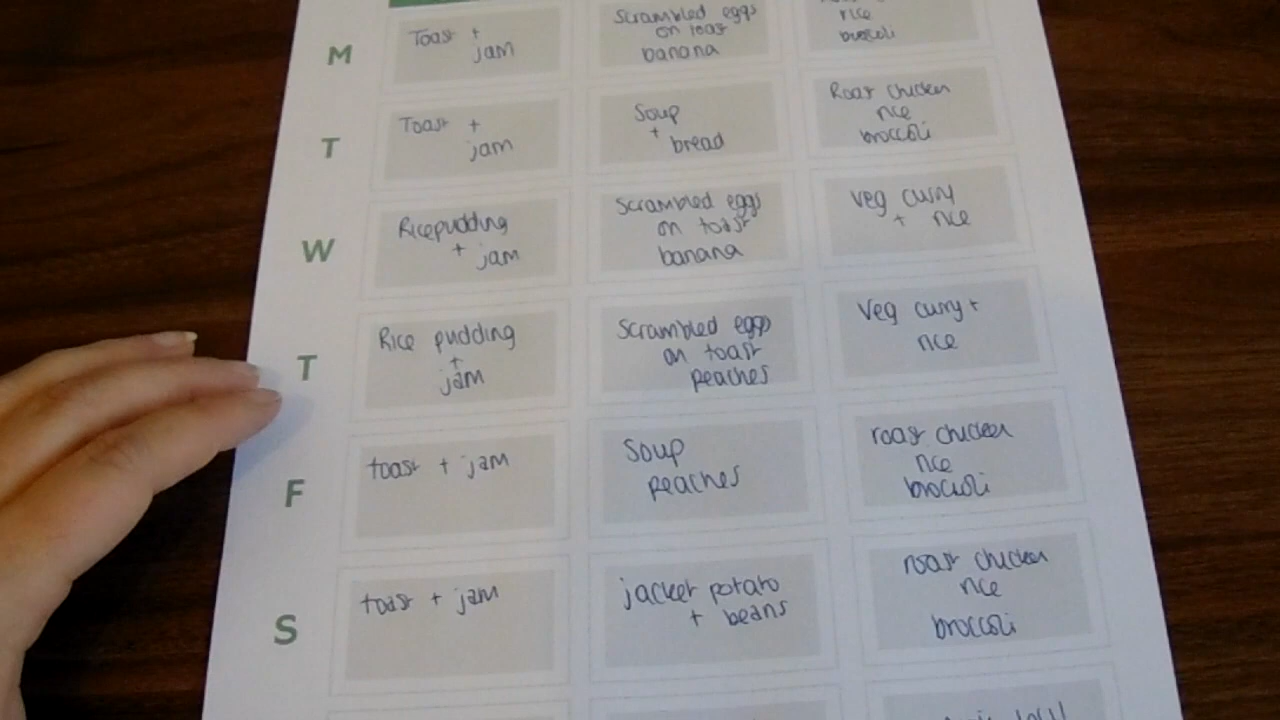 M
Toast +
jam
Scrambled eggs
on toast
banana
rice
broccoli
T
Toast +
jam
Soup
+
bread
Roast chicken
rice
broccoli
W
Ricepudding
+ jam
Scrambled eggs
on toast
banana
veg curry
+ rice
T
Rice pudding
+
jam
Scrambled eggs
on toast
peaches
Veg curry +
rice
F
toast + jam
Soup
peaches
roast chicken
rice
broccoli
S
toast + jam
jacket potato
+ beans
roast chicken
rice
broccoli